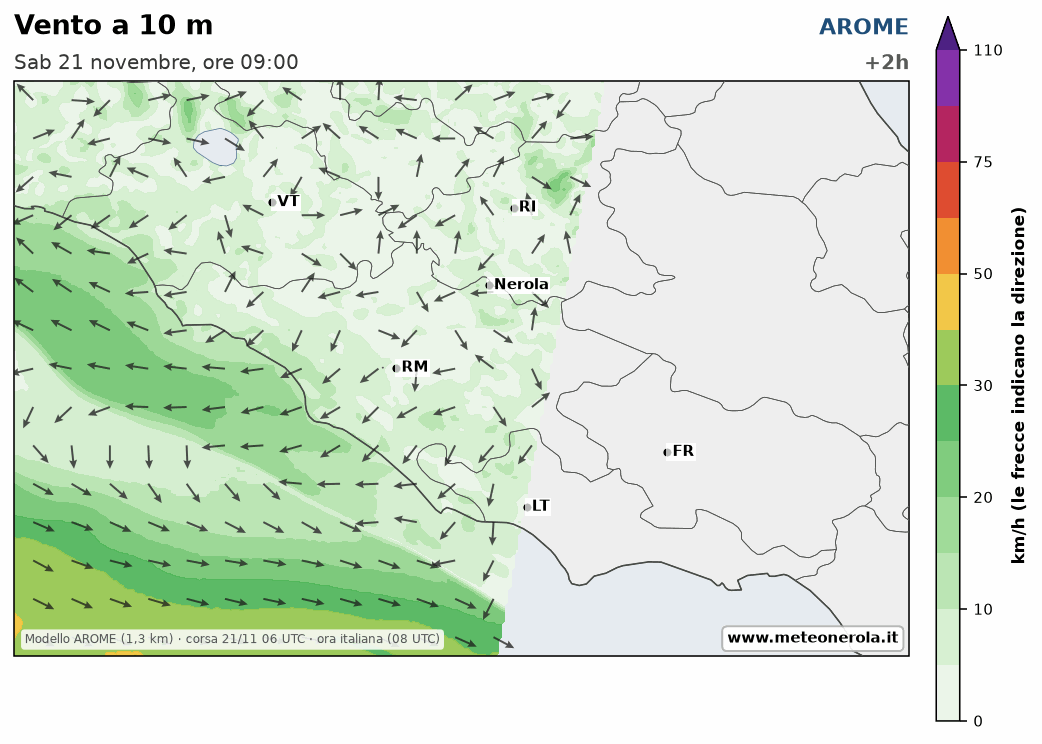 Vento a 10 m
AROME
Sab 21 novembre, ore 09:00
+2h
110
75
50
30
20
10
0
km/h (le frecce indicano la direzione)
VT
RI
Nerola
RM
FR
LT
Modello AROME (1,3 km) · corsa 21/11 06 UTC · ora italiana (08 UTC)
www.meteonerola.it